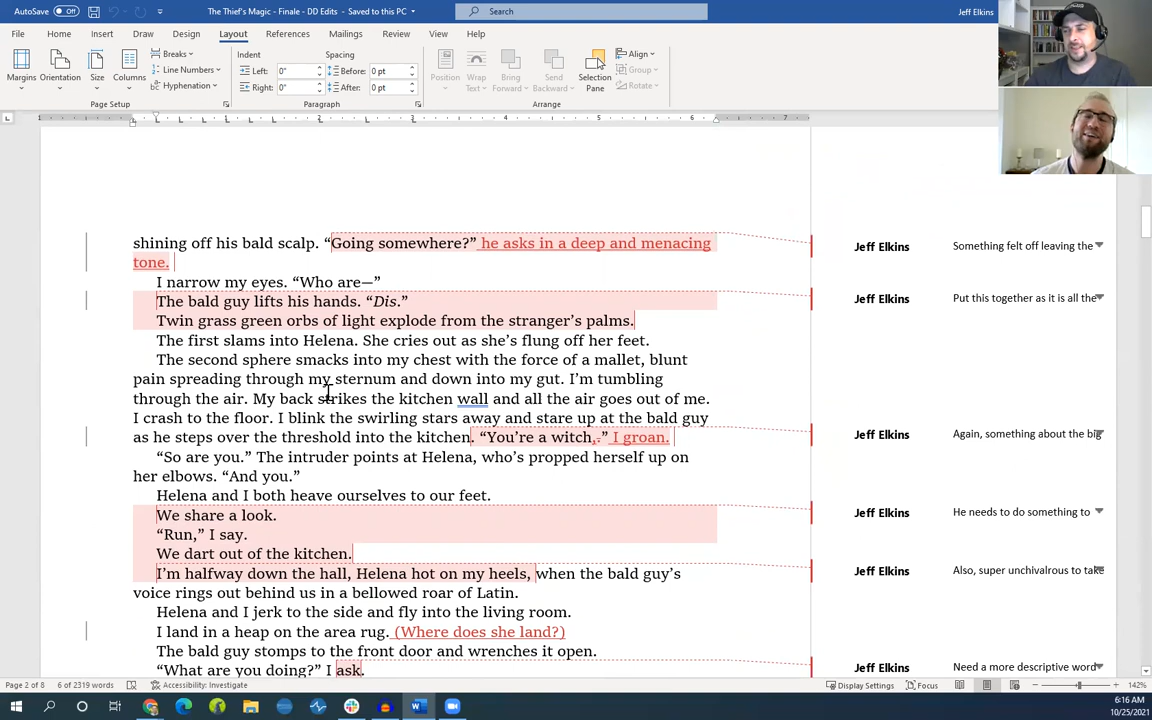 AutoSave Off The Thief's Magic - Finale - DD Edits - Saved to this PC Search Jeff Elkins
File Home Insert Draw Design Layout References Mailings Review View Help
Margins Orientation Size Columns Breaks Line Numbers Hyphenation
Page Setup
Indent Spacing
Left: 0" Before: 0 pt
Right: 0" After: 0 pt
Paragraph
Position Wrap Text Bring Forward Send Backward Selection Pane Align Group Rotate
Arrange
1 1 2 3 4 5 6 7
shining off his bald scalp. “Going somewhere?” he asks in a deep and menacing
tone.
I narrow my eyes. “Who are—”
The bald guy lifts his hands. “Dis.”
Twin grass green orbs of light explode from the stranger’s palms.
The first slams into Helena. She cries out as she’s flung off her feet.
The second sphere smacks into my chest with the force of a mallet, blunt
pain spreading through my sternum and down into my gut. I’m tumbling
through the air. My back strikes the kitchen wall and all the air goes out of me.
I crash to the floor. I blink the swirling stars away and stare up at the bald guy
as he steps over the threshold into the kitchen. “You’re a witch,.” I groan.
“So are you.” The intruder points at Helena, who’s propped herself up on
her elbows. “And you.”
Helena and I both heave ourselves to our feet.
We share a look.
“Run,” I say.
We dart out of the kitchen.
I’m halfway down the hall, Helena hot on my heels, when the bald guy’s
voice rings out behind us in a bellowed roar of Latin.
Helena and I jerk to the side and fly into the living room.
I land in a heap on the area rug. (Where does she land?)
The bald guy stomps to the front door and wrenches it open.
“What are you doing?” I ask.
Jeff Elkins Something felt off leaving the
Jeff Elkins Put this together as it is all the
Jeff Elkins Again, something about the big
Jeff Elkins He needs to do something to
Jeff Elkins Also, super unchivalrous to take
Jeff Elkins Need a more descriptive word
Page 2 of 8 6 of 2319 words Accessibility: Investigate Display Settings Focus 142%
6:16 AM
10/25/2021